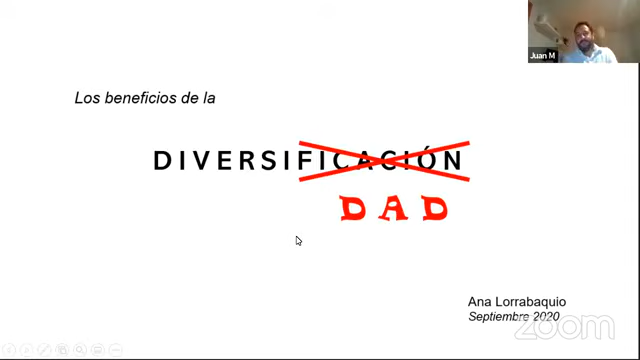 Juan M
Los beneficios de la
DIVERSIFICACIÓN
DAD
Ana Lorrabaquio
Septiembre 2020
zoom